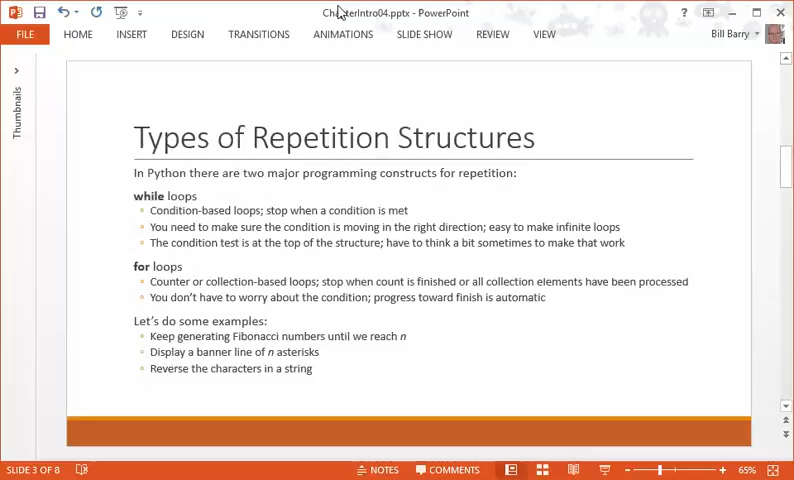 ChapterIntro04.pptx - PowerPoint
?
FILE HOME INSERT DESIGN TRANSITIONS ANIMATIONS SLIDE SHOW REVIEW VIEW Bill Barry
Thumbnails
Types of Repetition Structures
In Python there are two major programming constructs for repetition:
while loops
Condition-based loops; stop when a condition is met
You need to make sure the condition is moving in the right direction; easy to make infinite loops
The condition test is at the top of the structure; have to think a bit sometimes to make that work
for loops
Counter or collection-based loops; stop when count is finished or all collection elements have been processed
You don't have to worry about the condition; progress toward finish is automatic
Let's do some examples:
Keep generating Fibonacci numbers until we reach n
Display a banner line of n asterisks
Reverse the characters in a string
SLIDE 3 OF 8 NOTES COMMENTS 65%